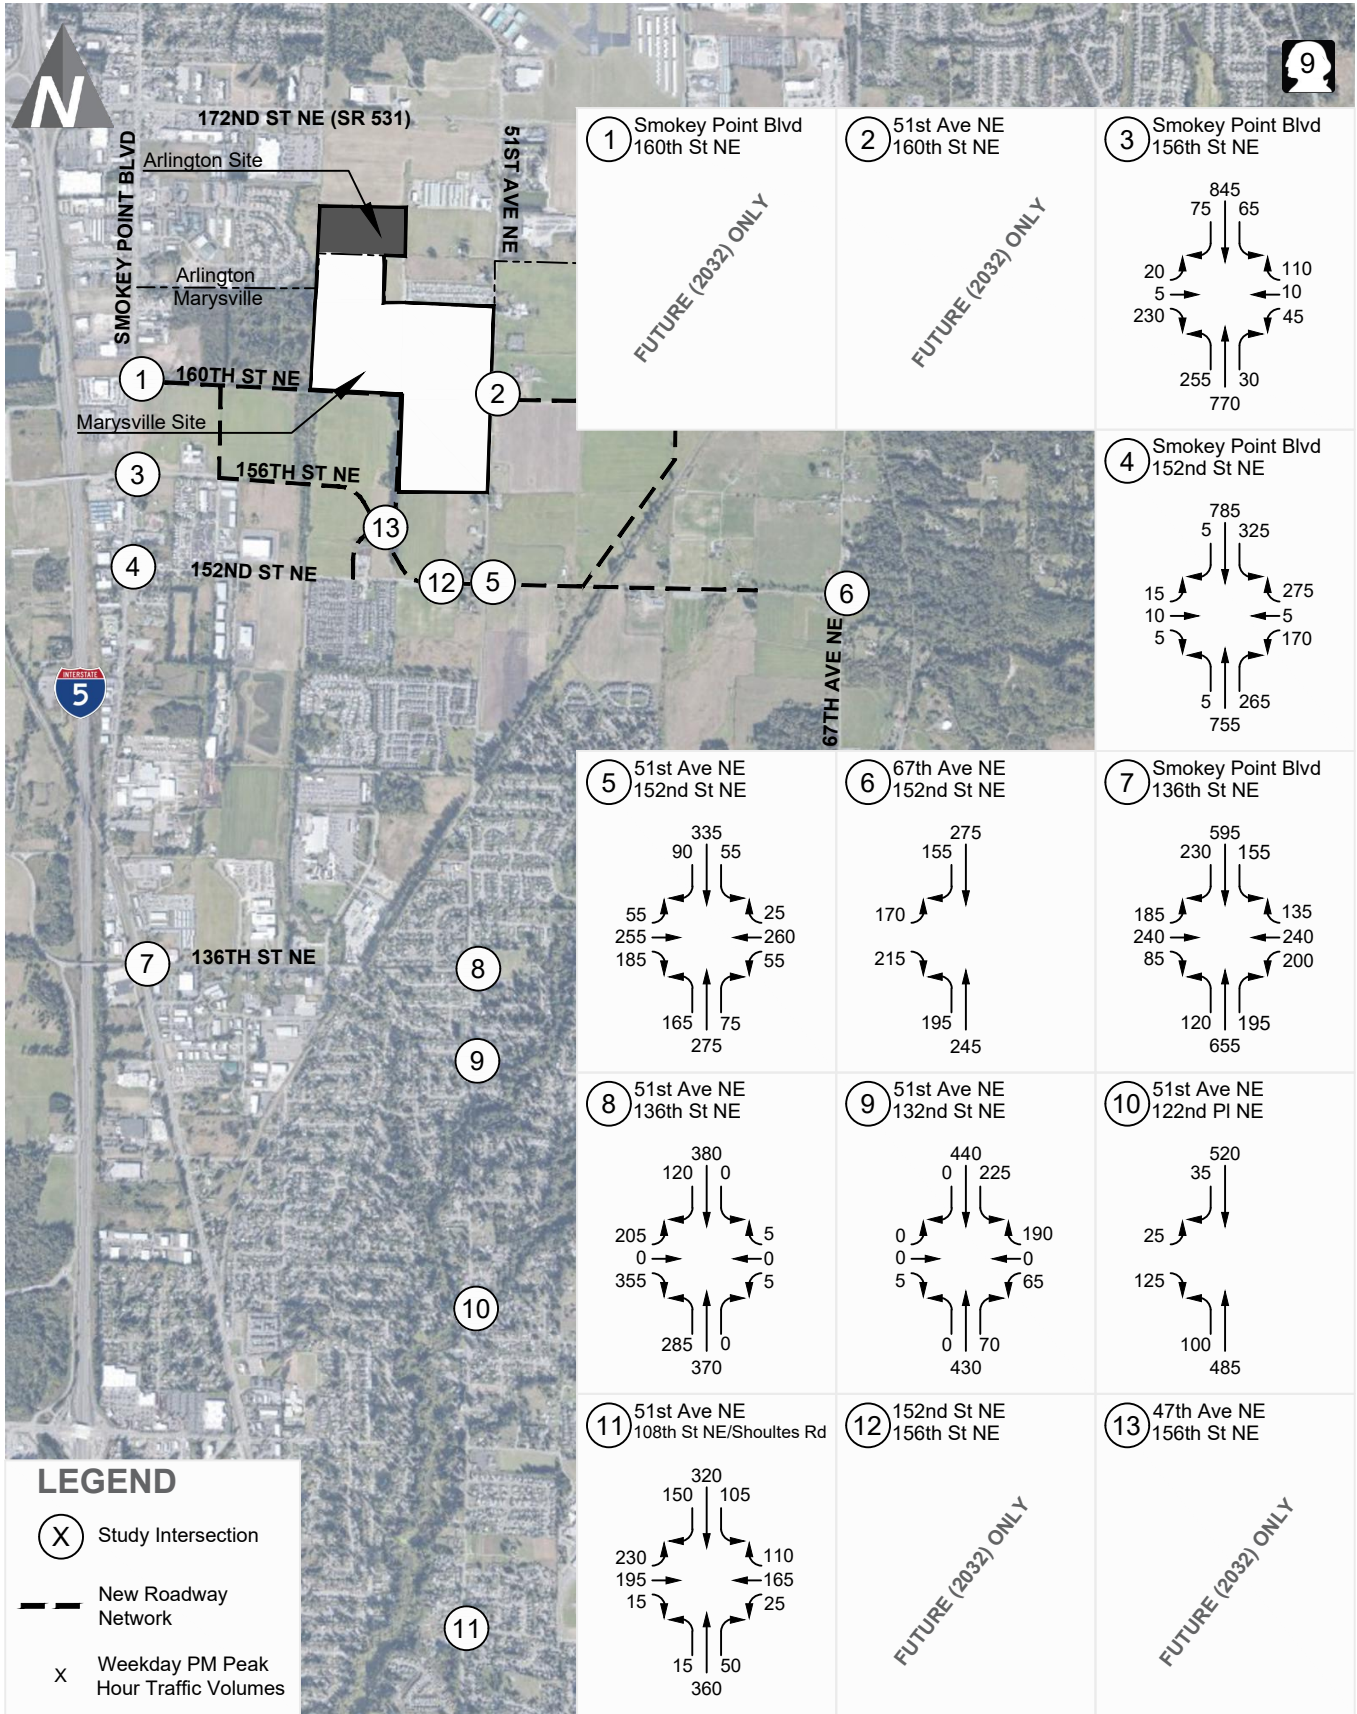 N
9
172ND ST NE (SR 531)
SMOKEY POINT BLVD
Arlington Site
51ST AVE NE
Arlington
Marysville
1
160TH ST NE
2
Marysville Site
3
156TH ST NE
13
4
152ND ST NE
12
5
6
67TH AVE NE
INTERSTATE
5
7
136TH ST NE
8
9
10
11
1
Smokey Point Blvd
160th St NE
FUTURE (2032) ONLY
2
51st Ave NE
160th St NE
FUTURE (2032) ONLY
3
Smokey Point Blvd
156th St NE
845
75 65
20 110
5 10
230 45
255 30
770
4
Smokey Point Blvd
152nd St NE
785
5 325
15 275
10 5
5 170
5 265
755
5
51st Ave NE
152nd St NE
335
90 55
55 25
255 260
185 55
165 75
275
6
67th Ave NE
152nd St NE
275
155
170
215
195
245
7
Smokey Point Blvd
136th St NE
595
230 155
185 135
240 240
85 200
120 195
655
8
51st Ave NE
136th St NE
380
120 0
205 5
0 0
355 5
285 0
370
9
51st Ave NE
132nd St NE
440
0 225
0 190
0 0
5 65
0 70
430
10
51st Ave NE
122nd Pl NE
520
35
25
125
100
485
11
51st Ave NE
108th St NE/Shoultes Rd
320
150 105
230 110
195 165
15 25
15 50
360
12
152nd St NE
156th St NE
FUTURE (2032) ONLY
13
47th Ave NE
156th St NE
FUTURE (2032) ONLY
LEGEND
X Study Intersection
New Roadway
Network
X Weekday PM Peak
Hour Traffic Volumes